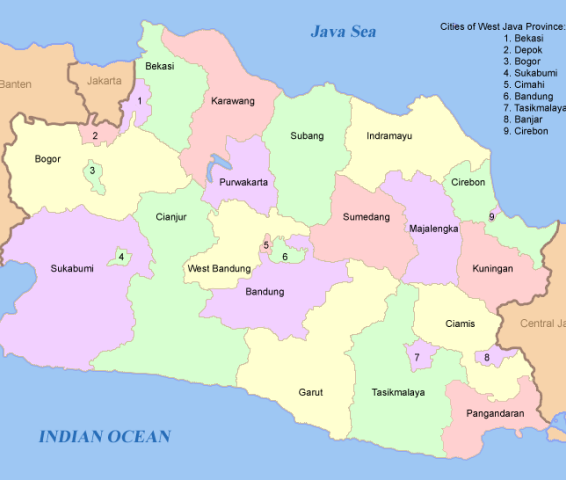 Java Sea
Cities of West Java Province:
1. Bekasi
2. Depok
3. Bogor
4. Sukabumi
5. Cimahi
6. Bandung
7. Tasikmalaya
8. Banjar
9. Cirebon
Bekasi
Banten
Jakarta
1
Karawang
2
Subang
Indramayu
Bogor
3
Purwakarta
Cirebon
Cianjur
Sumedang
9
Majalengka
5
6
4
Sukabumi
West Bandung
Kuningan
Bandung
Ciamis
Central Ja
7
8
Garut
Tasikmalaya
Pangandaran
INDIAN OCEAN